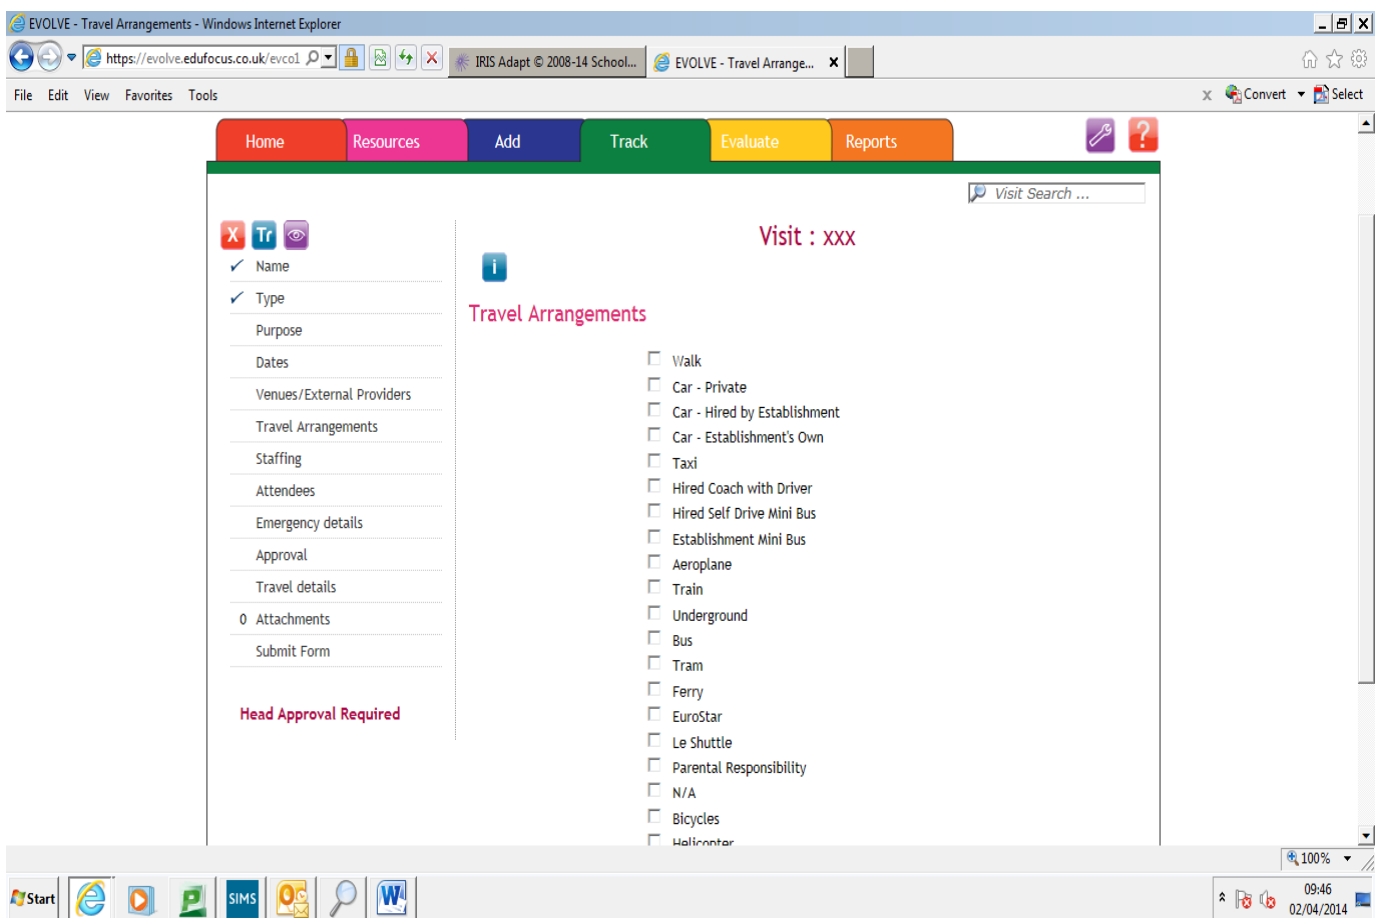 EVOLVE - Travel Arrangements - Windows Internet Explorer
https://evolve.edufocus.co.uk/evco1
IRIS Adapt © 2008-14 School...
EVOLVE - Travel Arrange...
File Edit View Favorites Tools
x Convert Select
Home Resources Add Track Evaluate Reports
?
Visit Search ...
X Tr
Visit : xxx
i
Name
Type
Purpose
Dates
Venues/External Providers
Travel Arrangements
Staffing
Attendees
Emergency details
Approval
Travel details
0 Attachments
Submit Form
Head Approval Required
Travel Arrangements
Walk
Car - Private
Car - Hired by Establishment
Car - Establishment's Own
Taxi
Hired Coach with Driver
Hired Self Drive Mini Bus
Establishment Mini Bus
Aeroplane
Train
Underground
Bus
Tram
Ferry
EuroStar
Le Shuttle
Parental Responsibility
N/A
Bicycles
Helicopter
100%
Start
SIMS
09:46
02/04/2014